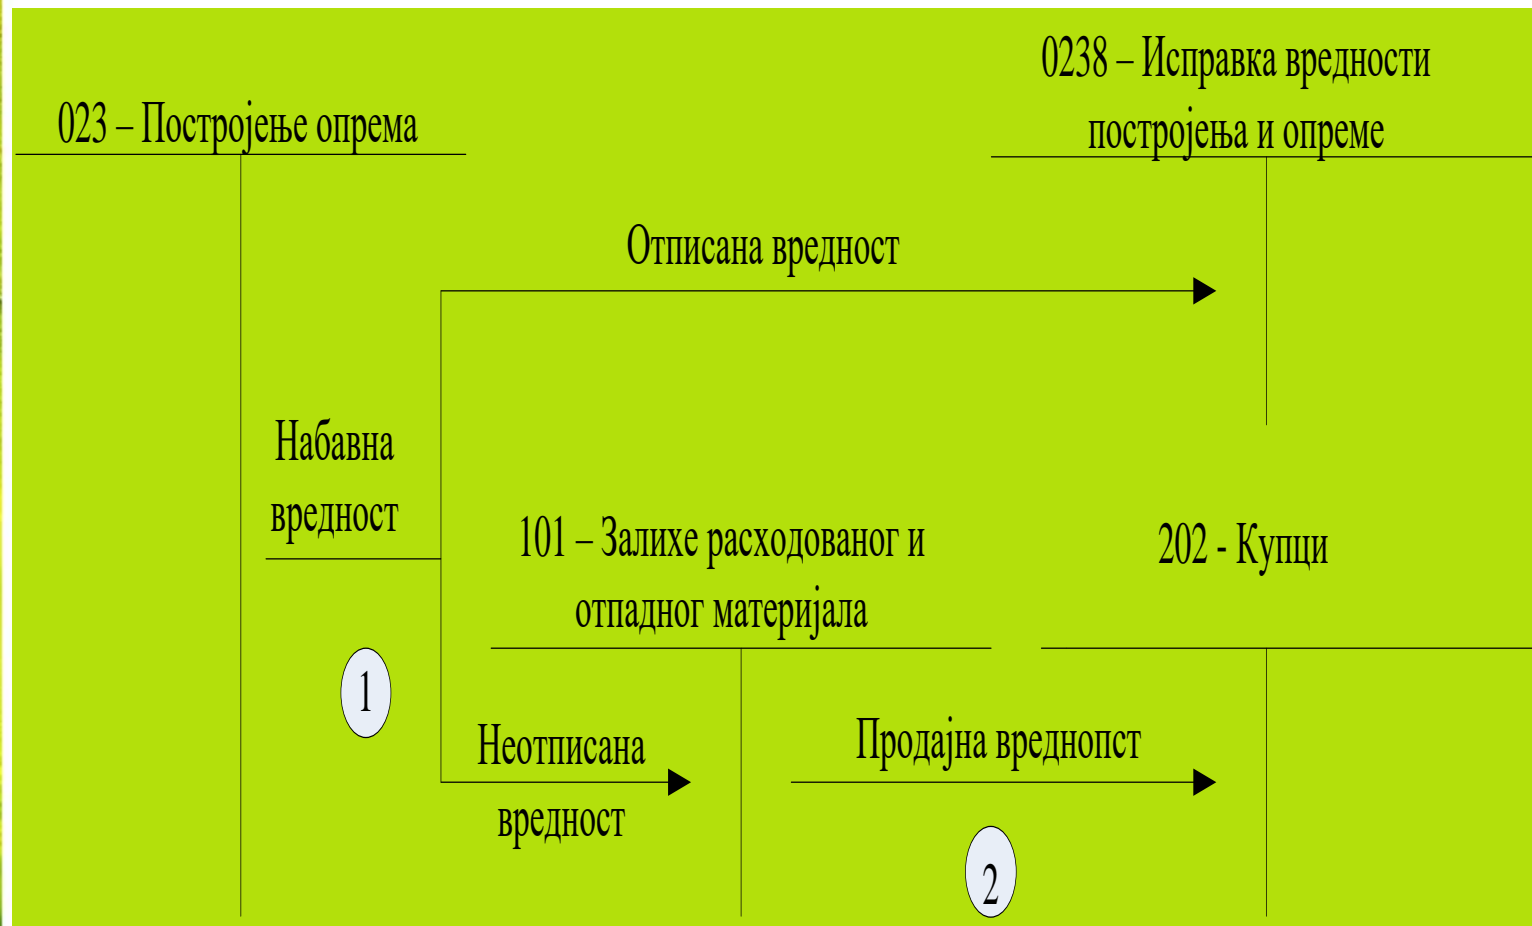 0238 – Исправка вредности
постројења и опреме
023 – Постројење опрема
Отписана вредност
Набавна
вредност
101 – Залихе расходованог и
отпадног материјала
202 - Купци
1
Неотписана
вредност
Продајна вреднопст
2